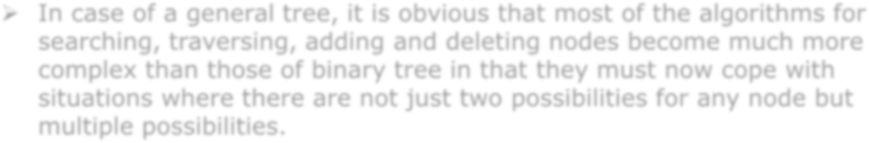 ➢ In case of a general tree, it is obvious that most of the algorithms for
searching, traversing, adding and deleting nodes become much more
complex than those of binary tree in that they must now cope with
situations where there are not just two possibilities for any node but
multiple possibilities.